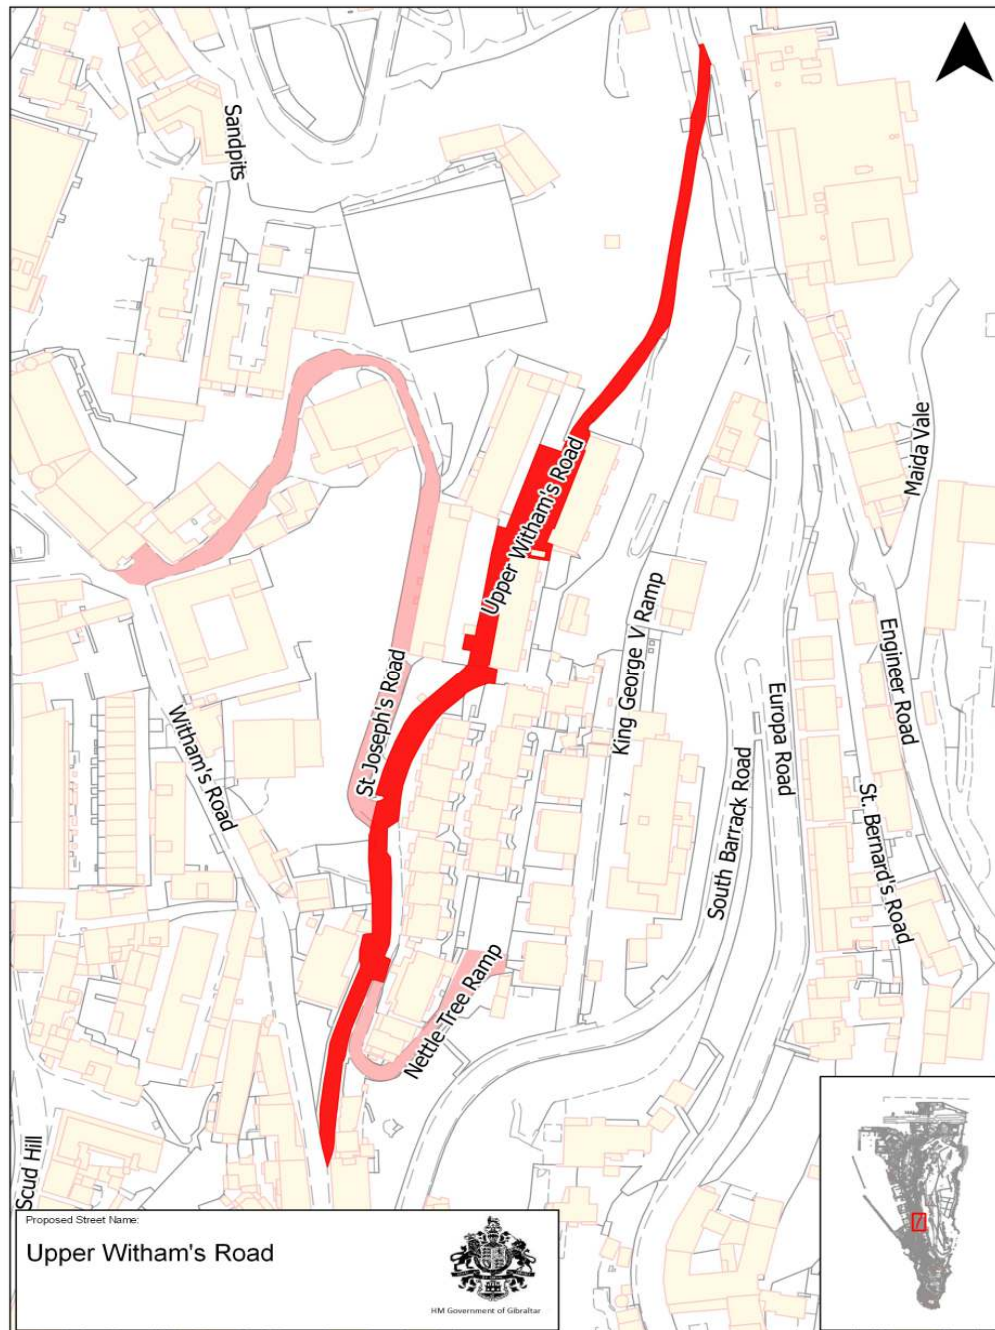 Sandpits
Maida Vale
Upper Witham's Road
King George V Ramp
Engineer Road
St Joseph's Road
Europa Road
Witham's Road
South Barrack Road
St. Bernard's Road
Nettle Tree Ramp
Scud Hill
Proposed Street Name:
Upper Witham's Road
HM Government of Gibraltar